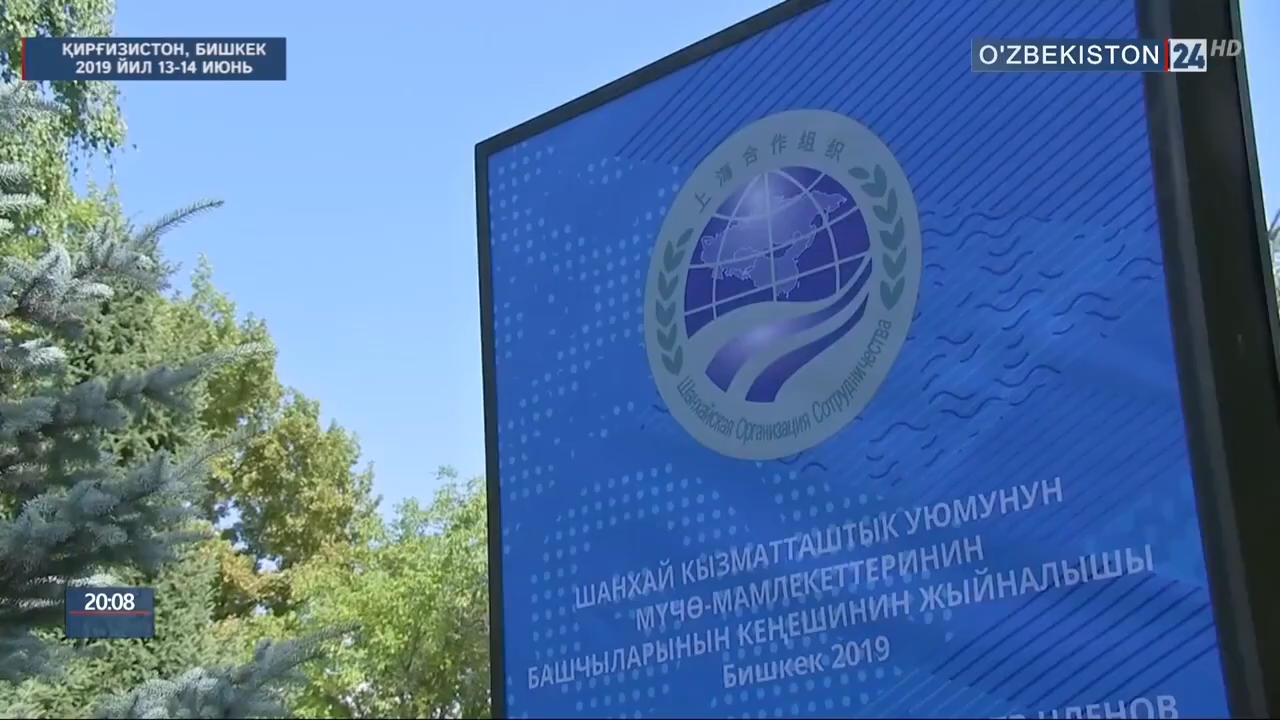 ҚИРҒИЗИСТОН, БИШКЕК
2019 ЙИЛ 13-14 ИЮНЬ
O'ZBEKISTON 24 HD
上海合作组织
Шанхайская Организация Сотрудничества
ШАНХАЙ КЫЗМАТТАШТЫК УЮМУНУН
МҮЧӨ-МАМЛЕКЕТТЕРИНИН
БАШЧЫЛАРЫНЫН КЕҢЕШИНИН ЖЫЙНАЛЫШЫ
Бишкек 2019
ЧЛЕНОВ
20:08